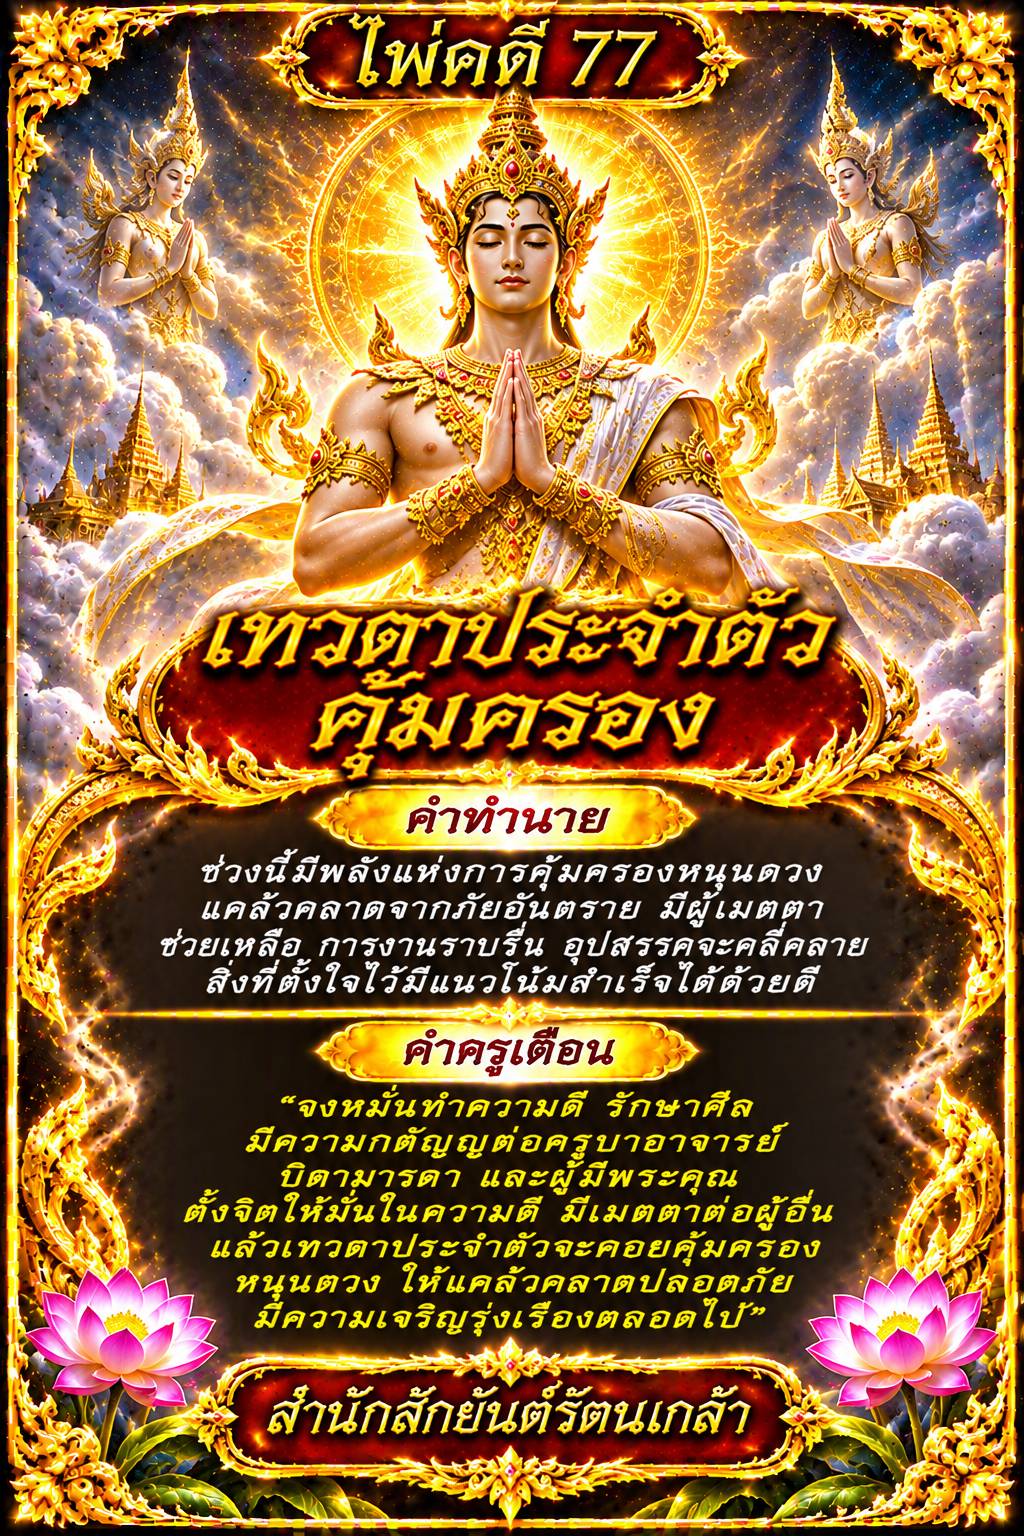 ไพ่คดี 77
เทวดาประจำตัว
คุ้มครอง
คำทำนาย
ช่วงนี้มีพลังแห่งการคุ้มครองหนุนดวง
แคล้วคลาดจากภัยอันตราย มีผู้เมตตา
ช่วยเหลือ การงานราบรื่น อุปสรรคจะคลี่คลาย
สิ่งที่ตั้งใจไว้มีแนวโน้มสำเร็จได้ด้วยดี
คำครูเตือน
“จงหมั่นทำความดี รักษาศีล
มีความกตัญญูต่อครูบาอาจารย์
บิดามารดา และผู้มีพระคุณ
ตั้งจิตให้มั่นในความดี มีเมตตาต่อผู้อื่น
แล้วเทวดาประจำตัวจะคอยคุ้มครอง
หนุนดวง ให้แคล้วคลาดปลอดภัย
มีความเจริญรุ่งเรืองตลอดไป”
สำนักสักยันต์รัตนเกล้า